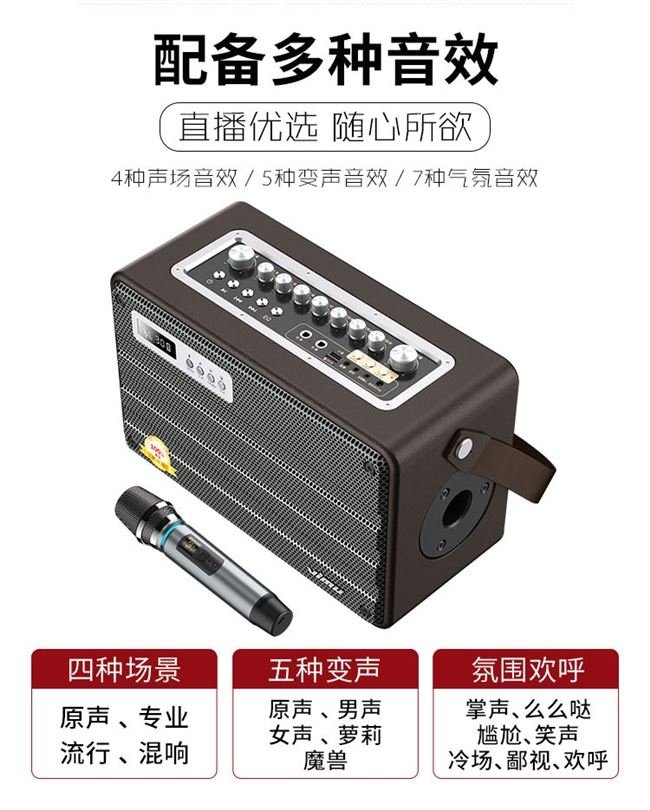 配备多种音效
直播优选 随心所欲
4种声场音效 / 5种变声音效 / 7种气氛音效
EQ
100%
四种场景
原声、专业
流行、混响
五种变声
原声、男声
女声、萝莉
魔兽
氛围欢呼
掌声、么么哒
尴尬、笑声
冷场、鄙视、欢呼